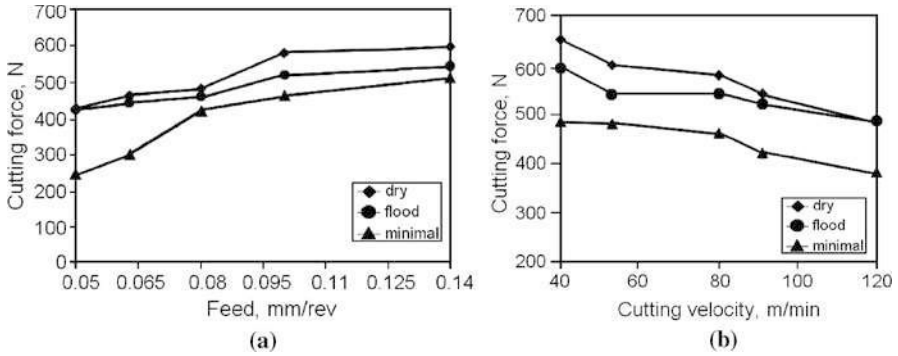 Cutting force, N
700
600
500
400
300
200
100
0
0.05 0.065 0.08 0.095 0.11 0.125 0.14
Feed, mm/rev
dry
flood
minimal
(a)
Cutting force, N
700
600
500
400
300
200
40 60 80 100 120
Cutting velocity, m/min
dry
flood
minimal
(b)